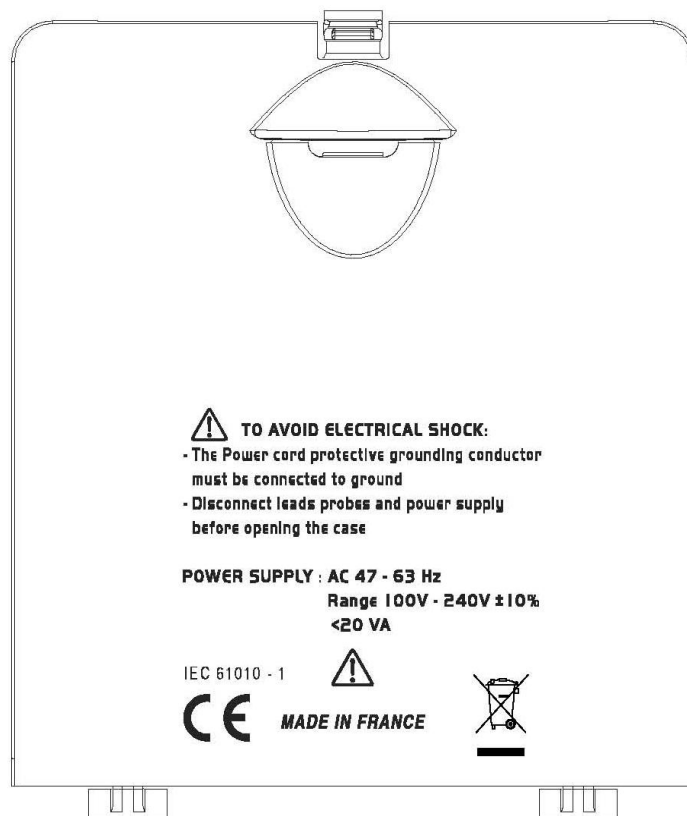 TO AVOID ELECTRICAL SHOCK:
- The Power cord protective grounding conductor
must be connected to ground
- Disconnect leads probes and power supply
before opening the case
POWER SUPPLY : AC 47 - 63 Hz
Range 100V - 240V ±10%
<20 VA
IEC 61010 - 1
CE MADE IN FRANCE